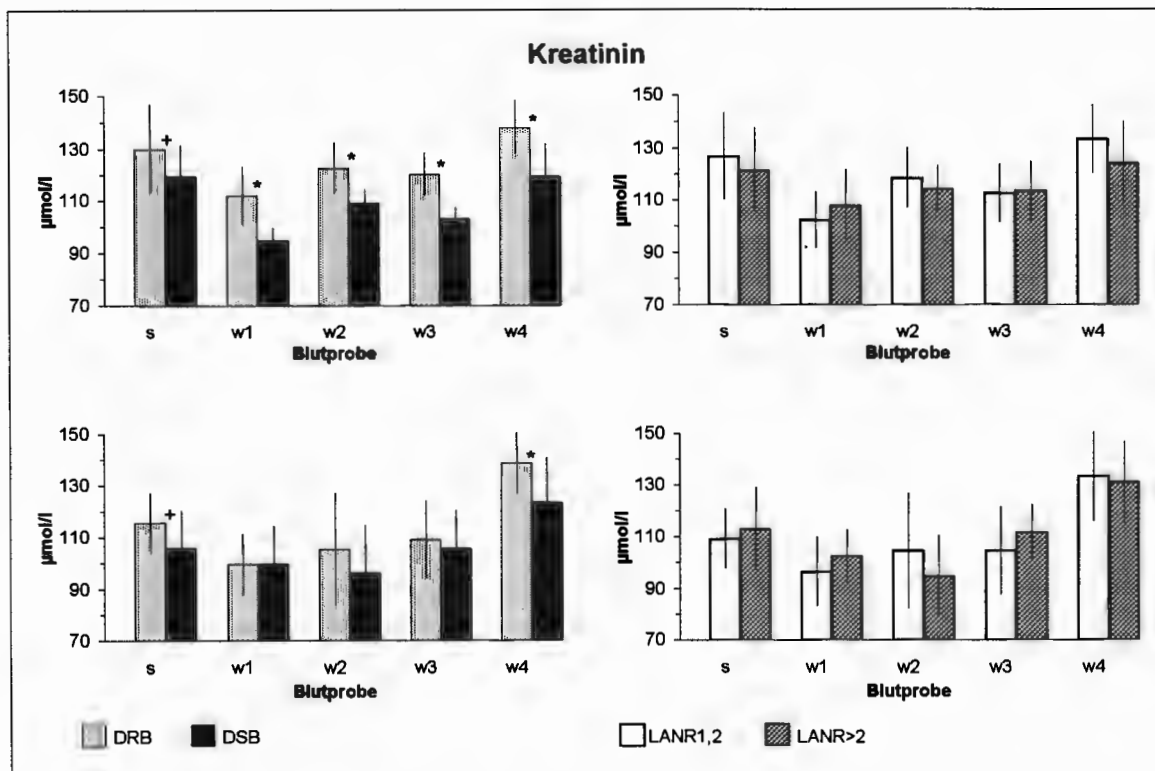 Kreatinin
150
130
110
90
70
µmol/l
+
*
*
*
*
s w1 w2 w3 w4
Blutprobe
150
130
110
90
70
µmol/l
s w1 w2 w3 w4
Blutprobe
150
130
110
90
70
µmol/l
+
*
s w1 w2 w3 w4
Blutprobe
150
130
110
90
70
µmol/l
s w1 w2 w3 w4
Blutprobe
DRB DSB
LANR1,2 LANR>2